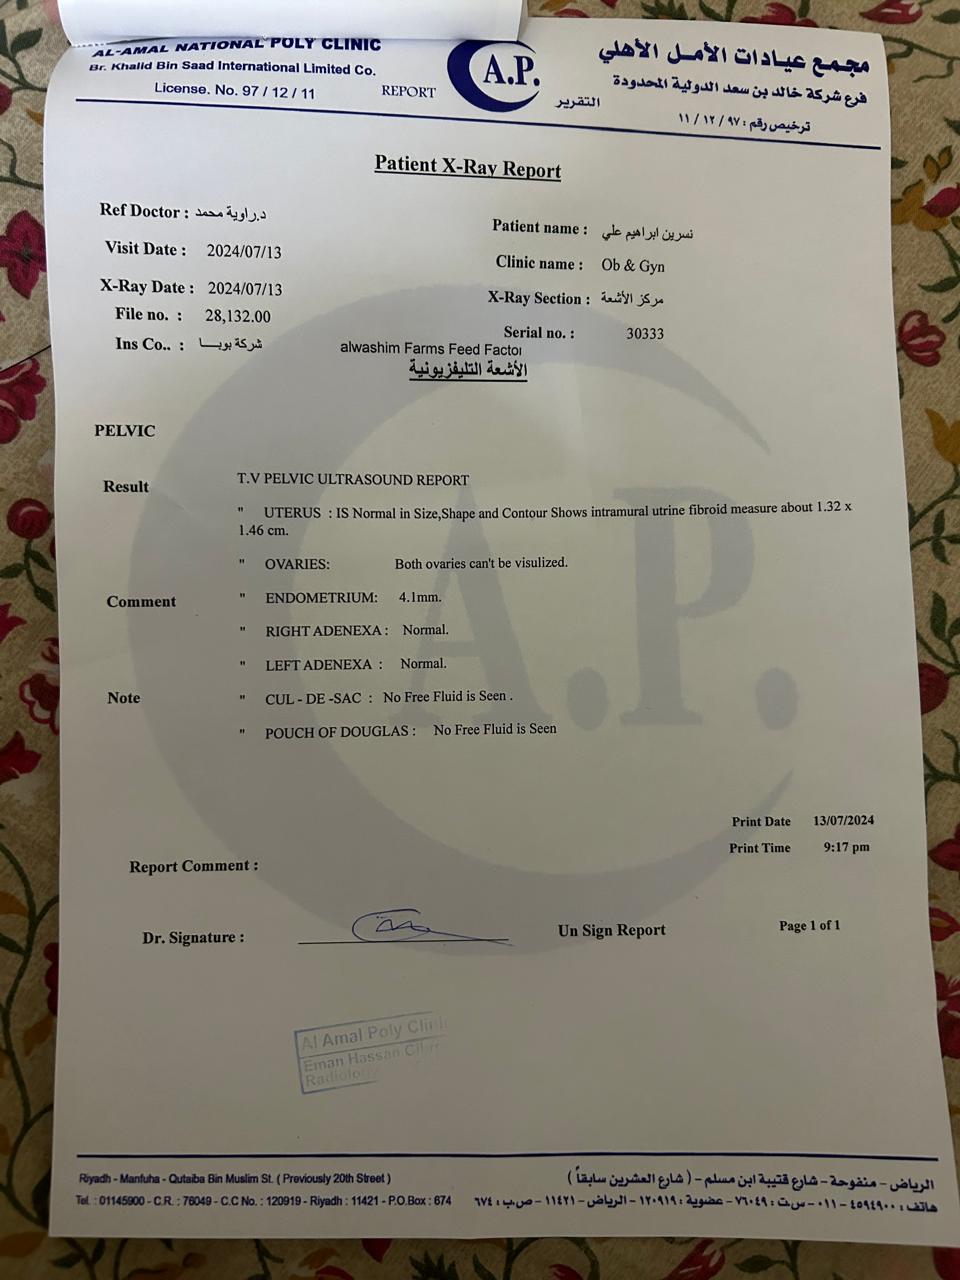 AL-AMAL NATIONAL POLY CLINIC
Br. Khalid Bin Saad International Limited Co.
License. No. 97 / 12 / 11
REPORT
A.P.
مجمع عيادات الأمل الأهلي
فرع شركة خالد بن سعد الدولية المحدودة
التقرير
ترخيص رقم : ٩٧ / ١٢ / ١١
Patient X-Ray Report
Ref Doctor : د.راوية محمد
Patient name : نسرين ابراهيم علي
Visit Date : 2024/07/13
Clinic name : Ob & Gyn
X-Ray Date : 2024/07/13
X-Ray Section : مركز الأشعة
File no. : 28,132.00
Serial no. : 30333
Ins Co.. : شركة بوبـــا
alwashim Farms Feed Factor
الأشعة التليفزيونية
PELVIC
Result
T.V PELVIC ULTRASOUND REPORT
" UTERUS : IS Normal in Size,Shape and Contour Shows intramural utrine fibroid measure about 1.32 x
1.46 cm.
" OVARIES: Both ovaries can't be visulized.
Comment
" ENDOMETRIUM: 4.1mm.
" RIGHT ADENEXA : Normal.
" LEFT ADENEXA : Normal.
Note
" CUL - DE -SAC : No Free Fluid is Seen .
" POUCH OF DOUGLAS : No Free Fluid is Seen
Print Date 13/07/2024
Print Time 9:17 pm
Report Comment :
Dr. Signature :
Un Sign Report
Page 1 of 1
Al Amal Poly Clinic
Eman Hassan
Radiology
Riyadh - Manfuha - Qutaiba Bin Muslim St. ( Previously 20th Street )
Tel. : 01145900 - C.R. : 76049 - C.C No. : 120919 - Riyadh : 11421 - P.O.Box : 674
الرياض - منفوحة - شارع قتيبة ابن مسلم - ( شارع العشرين سابقاً )
هاتف : ٤٥٩٤٩٠٠ - ٠١١ - س.ت : ٧٦٠٤٩ - عضوية : ١٢٠٩١٩ - الرياض - ١١٤٢١ - ص.ب : ٦٧٤